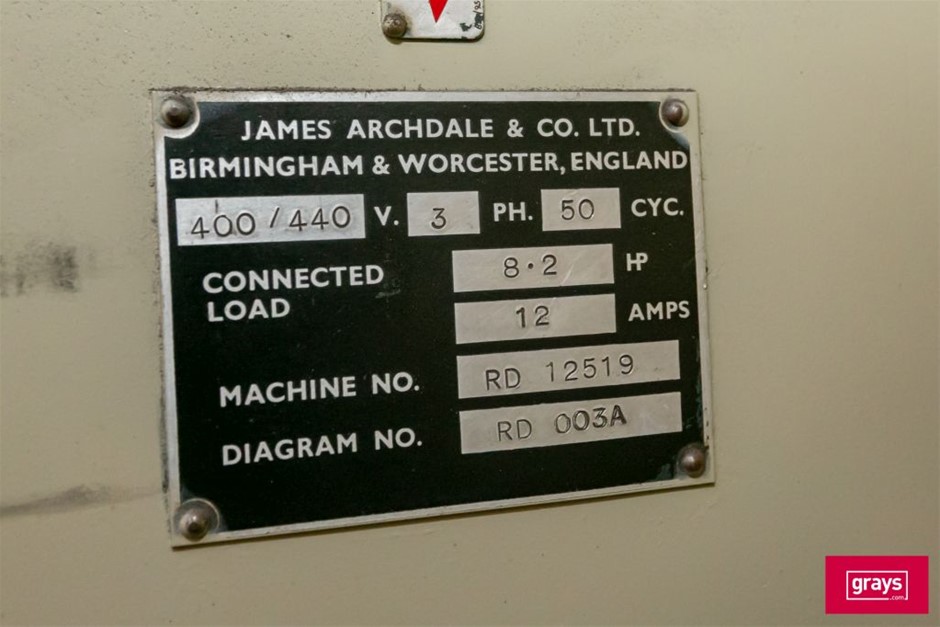 JAMES ARCHDALE & CO. LTD.
BIRMINGHAM & WORCESTER, ENGLAND
400/440 V. 3 PH. 50 CYC.
CONNECTED LOAD
8·2 HP
12 AMPS
MACHINE NO. RD 12519
DIAGRAM NO. RD 003A
grays
.com